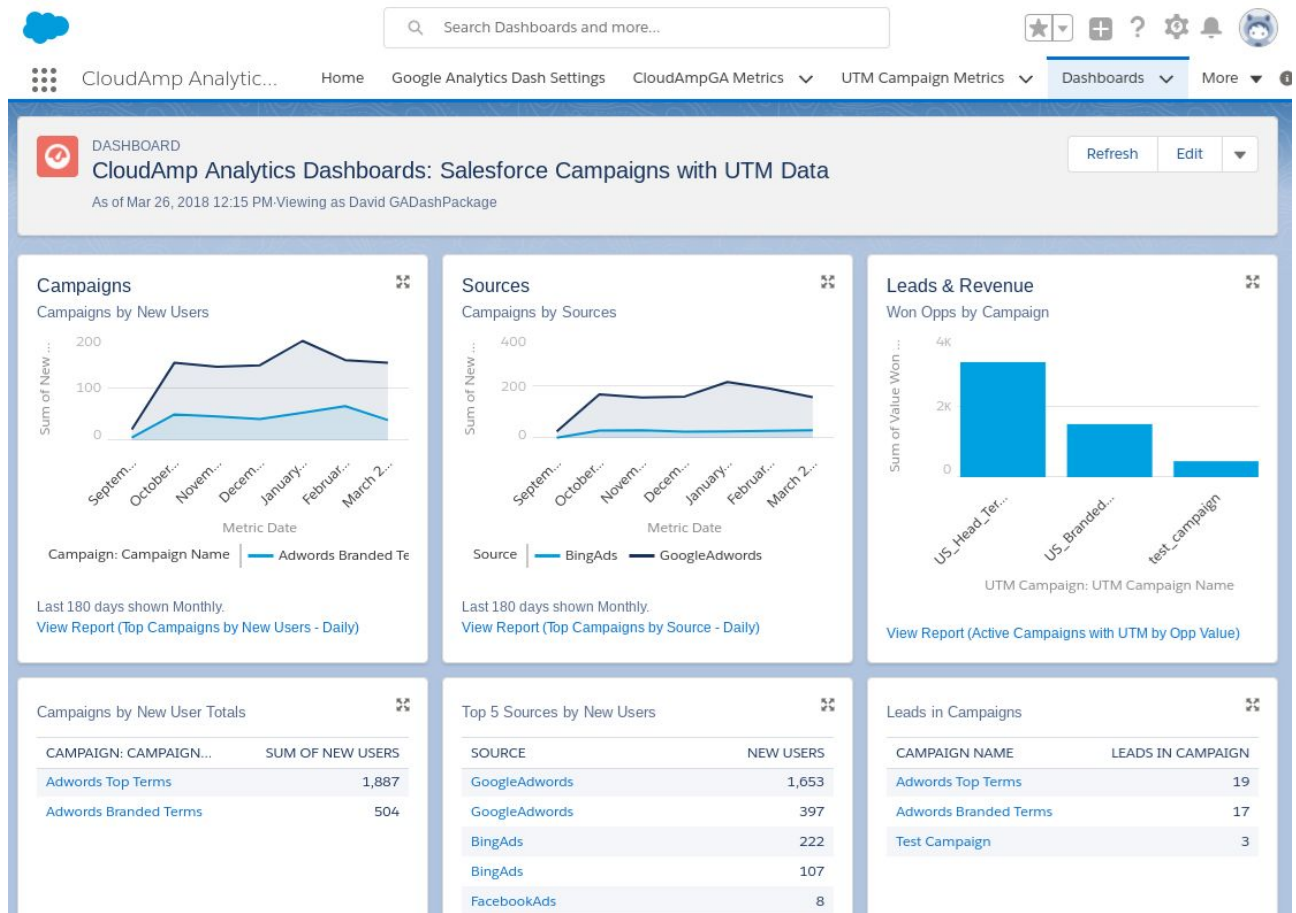 Search Dashboards and more...
CloudAmp Analytic...
Home
Google Analytics Dash Settings
CloudAmpGA Metrics
UTM Campaign Metrics
Dashboards
More
DASHBOARD
CloudAmp Analytics Dashboards: Salesforce Campaigns with UTM Data
As of Mar 26, 2018 12:15 PM·Viewing as David GADashPackage
Refresh
Edit
Campaigns
Campaigns by New Users
Sum of New ...
200
100
0
Septem...
October...
Novem...
Decem...
January...
Februar...
March 2...
Metric Date
Campaign: Campaign Name
Adwords Branded Te
Last 180 days shown Monthly.
View Report (Top Campaigns by New Users - Daily)
Sources
Campaigns by Sources
Sum of New ...
400
200
0
Septem...
October...
Novem...
Decem...
January...
Februar...
March 2...
Metric Date
Source
BingAds
GoogleAdwords
Last 180 days shown Monthly.
View Report (Top Campaigns by Source - Daily)
Leads & Revenue
Won Opps by Campaign
Sum of Value Won ...
4K
2K
0
US_Head_Ter...
US_Branded...
test_campaign
UTM Campaign: UTM Campaign Name
View Report (Active Campaigns with UTM by Opp Value)
Campaigns by New User Totals
CAMPAIGN: CAMPAIGN... SUM OF NEW USERS
Adwords Top Terms 1,887
Adwords Branded Terms 504
Top 5 Sources by New Users
SOURCE NEW USERS
GoogleAdwords 1,653
GoogleAdwords 397
BingAds 222
BingAds 107
FacebookAds 8
Leads in Campaigns
CAMPAIGN NAME LEADS IN CAMPAIGN
Adwords Top Terms 19
Adwords Branded Terms 17
Test Campaign 3